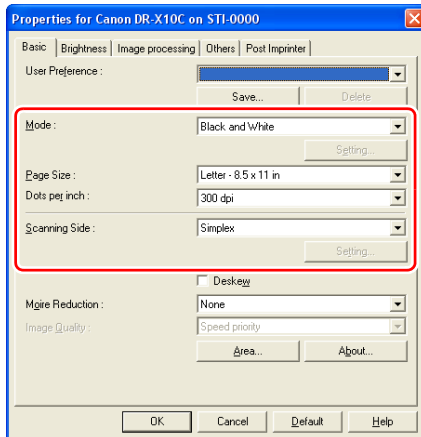 Properties for Canon DR-X10C on STI-0000
Basic Brightness Image processing Others Post Imprinter
User Preference :
Save... Delete
Mode : Black and White
Setting...
Page Size : Letter - 8.5 x 11 in
Dots per inch : 300 dpi
Scanning Side : Simplex
Setting...
Deskew
Moire Reduction : None
Image Quality : Speed priority
Area... About...
OK Cancel Default Help